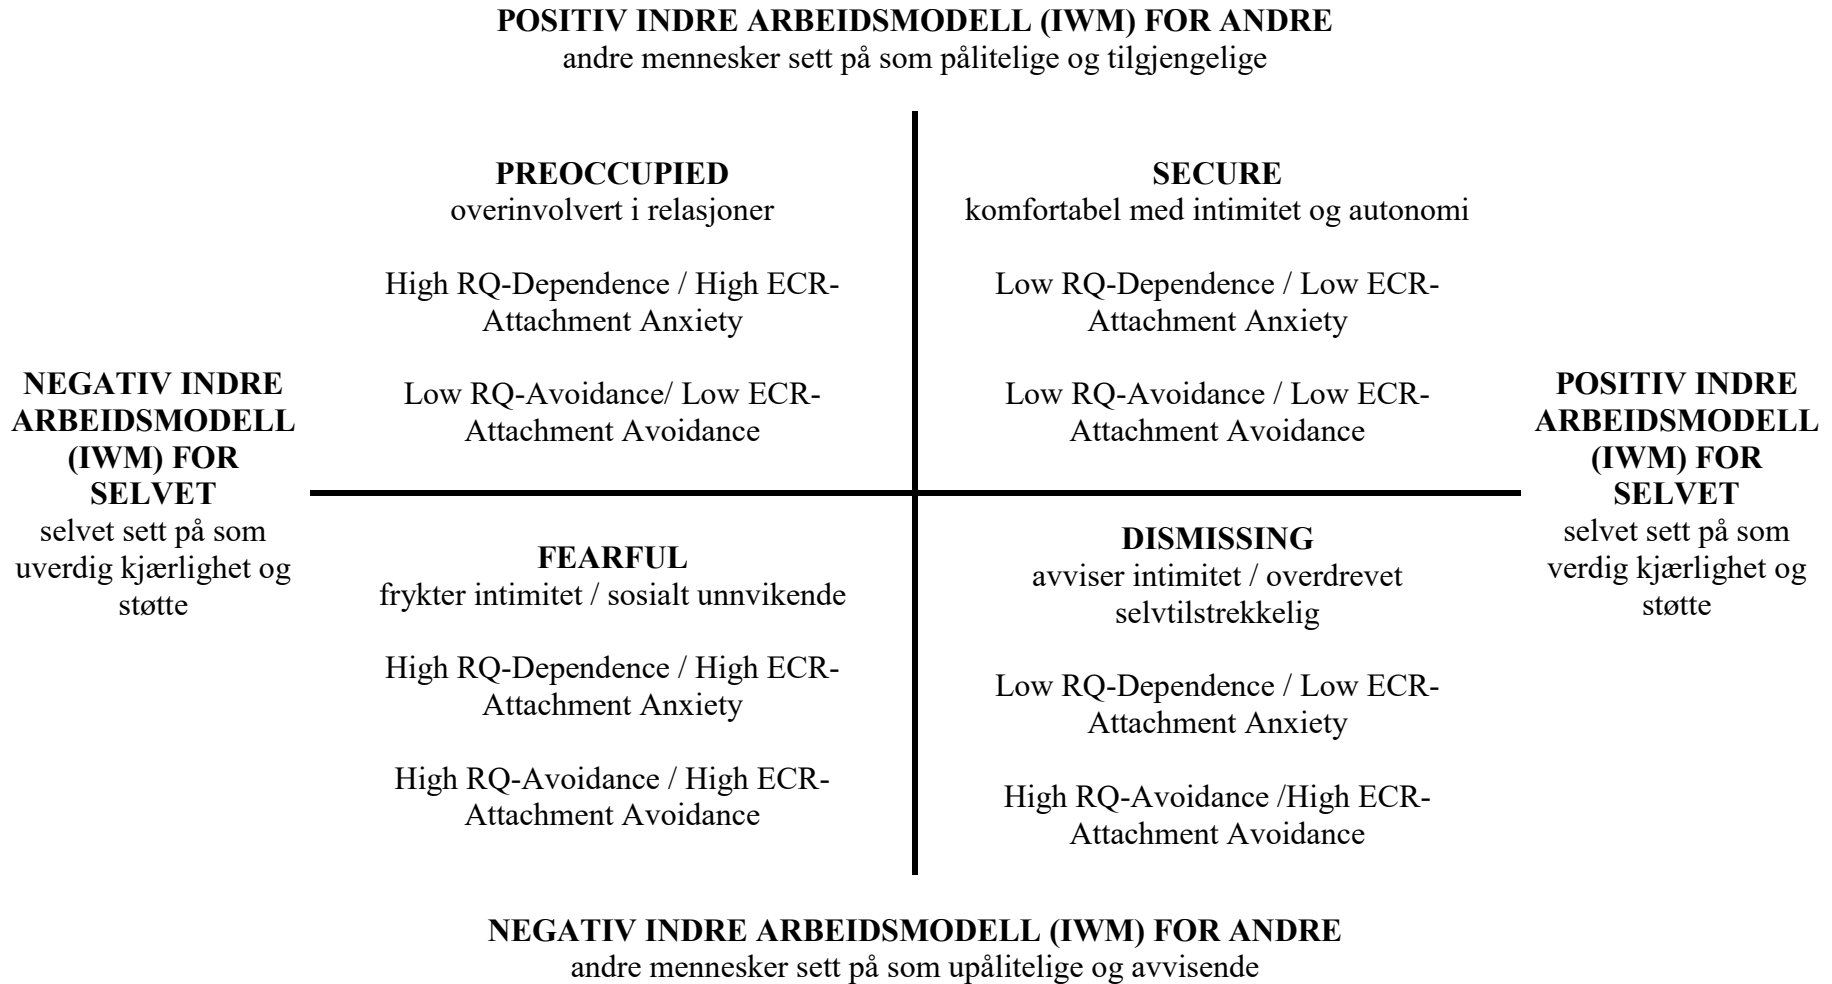 POSITIV INDRE ARBEIDSMODELL (IWM) FOR ANDRE
andre mennesker sett på som pålitelige og tilgjengelige
PREOCCUPIED
overinvolvert i relasjoner
High RQ-Dependence / High ECR-
Attachment Anxiety
Low RQ-Avoidance/ Low ECR-
Attachment Avoidance
SECURE
komfortabel med intimitet og autonomi
Low RQ-Dependence / Low ECR-
Attachment Anxiety
Low RQ-Avoidance / Low ECR-
Attachment Avoidance
NEGATIV INDRE
ARBEIDSMODELL
(IWM) FOR
SELVET
selvet sett på som
uverdig kjærlighet og
støtte
POSITIV INDRE
ARBEIDSMODELL
(IWM) FOR
SELVET
selvet sett på som
verdig kjærlighet og
støtte
FEARFUL
frykter intimitet / sosialt unnvikende
High RQ-Dependence / High ECR-
Attachment Anxiety
High RQ-Avoidance / High ECR-
Attachment Avoidance
DISMISSING
avviser intimitet / overdrevet
selvtilstrekkelig
Low RQ-Dependence / Low ECR-
Attachment Anxiety
High RQ-Avoidance /High ECR-
Attachment Avoidance
NEGATIV INDRE ARBEIDSMODELL (IWM) FOR ANDRE
andre mennesker sett på som upålitelige og avvisende